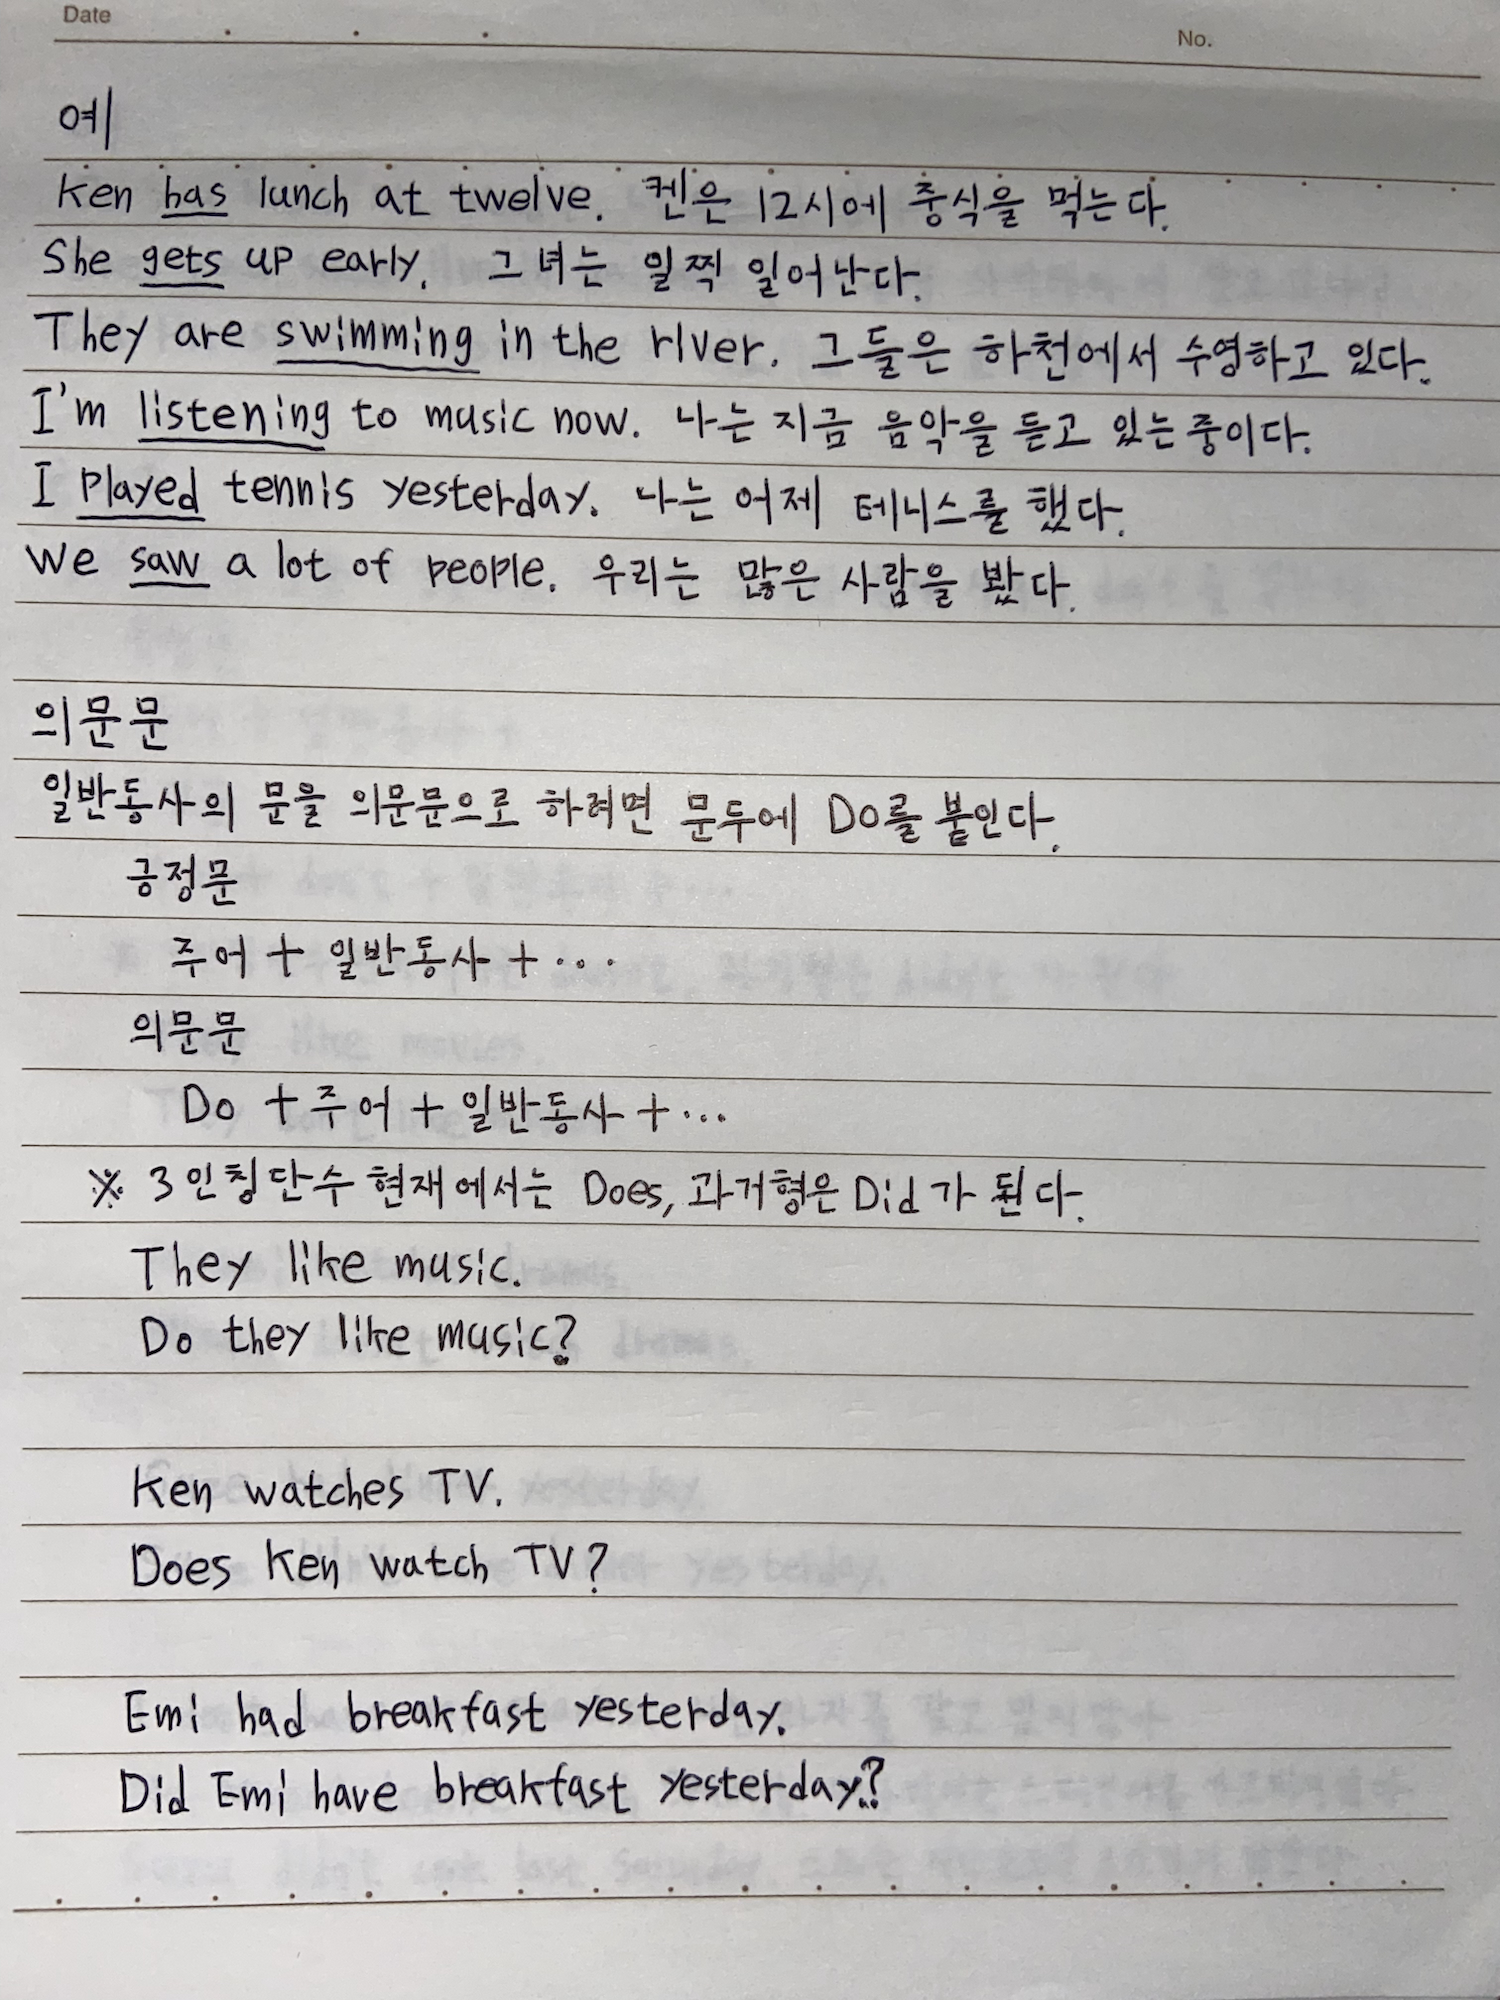 Date
No.
예
Ken has lunch at twelve. 켄은 12시에 중식을 먹는다.
She gets up early. 그녀는 일찍 일어난다.
They are swimming in the river. 그들은 하천에서 수영하고 있다.
I'm listening to music now. 나는 지금 음악을 듣고 있는중이다.
I played tennis yesterday. 나는 어제 테니스를 했다.
We saw a lot of people. 우리는 많은 사람을 봤다.
의문문
일반동사의 문을 의문문으로 하려면 문두에 Do를 붙인다.
긍정문
주어 + 일반동사 + ...
의문문
Do + 주어 + 일반동사 + ...
※ 3인칭단수 현재에서는 Does, 과거형은 Did가 된다.
They like music.
Do they like music?
Ken watches TV.
Does Ken watch TV?
Emi had breakfast yesterday.
Did Emi have breakfast yesterday?